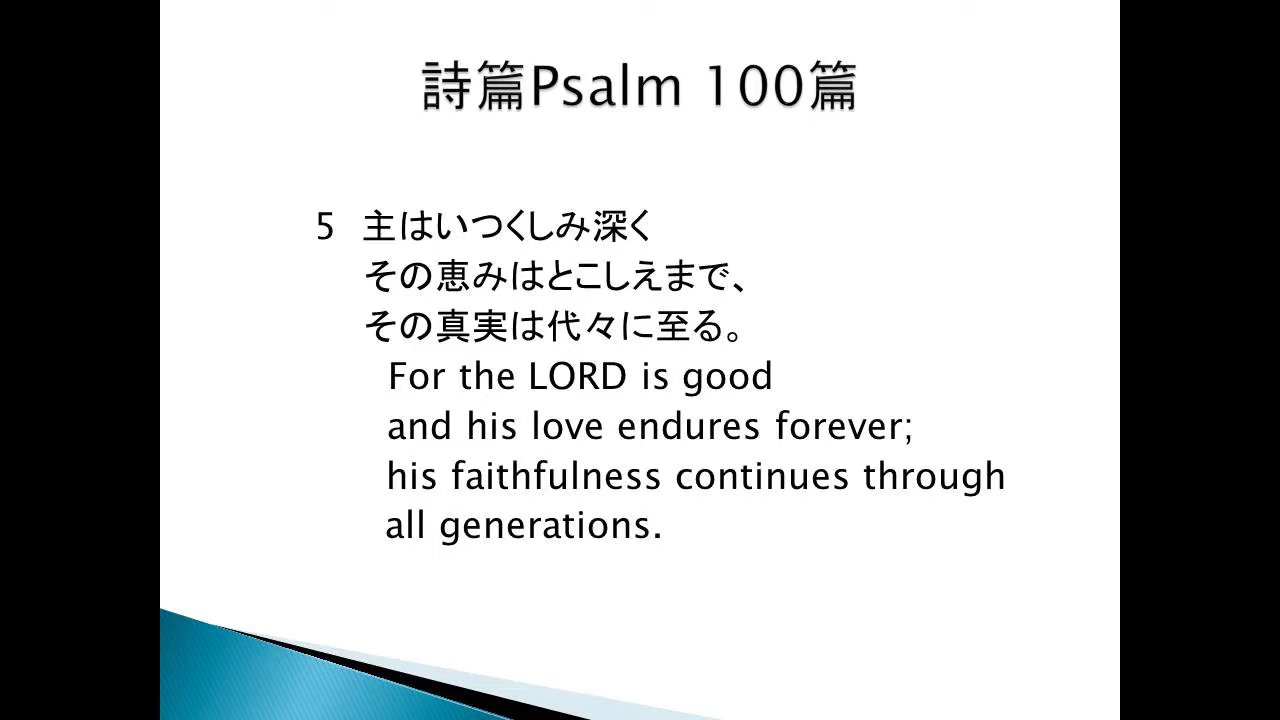 詩篇Psalm 100篇
5 主はいつくしみ深く
その恵みはとこしえまで、
その真実は代々に至る。
For the LORD is good
and his love endures forever;
his faithfulness continues through
all generations.